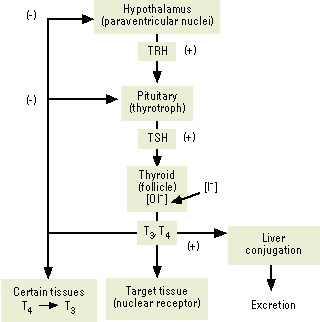 Hypothalamus
(paraventricular nuclei)
(-)
TRH (+)
Pituitary
(thyrotroph)
(-)
TSH (+)
Thyroid
(follicle)
[OI⁻]
[I⁻]
T₃, T₄
(+)
Liver
conjugation
Certain tissues
T₄ → T₃
Target tissue
(nuclear receptor)
Excretion